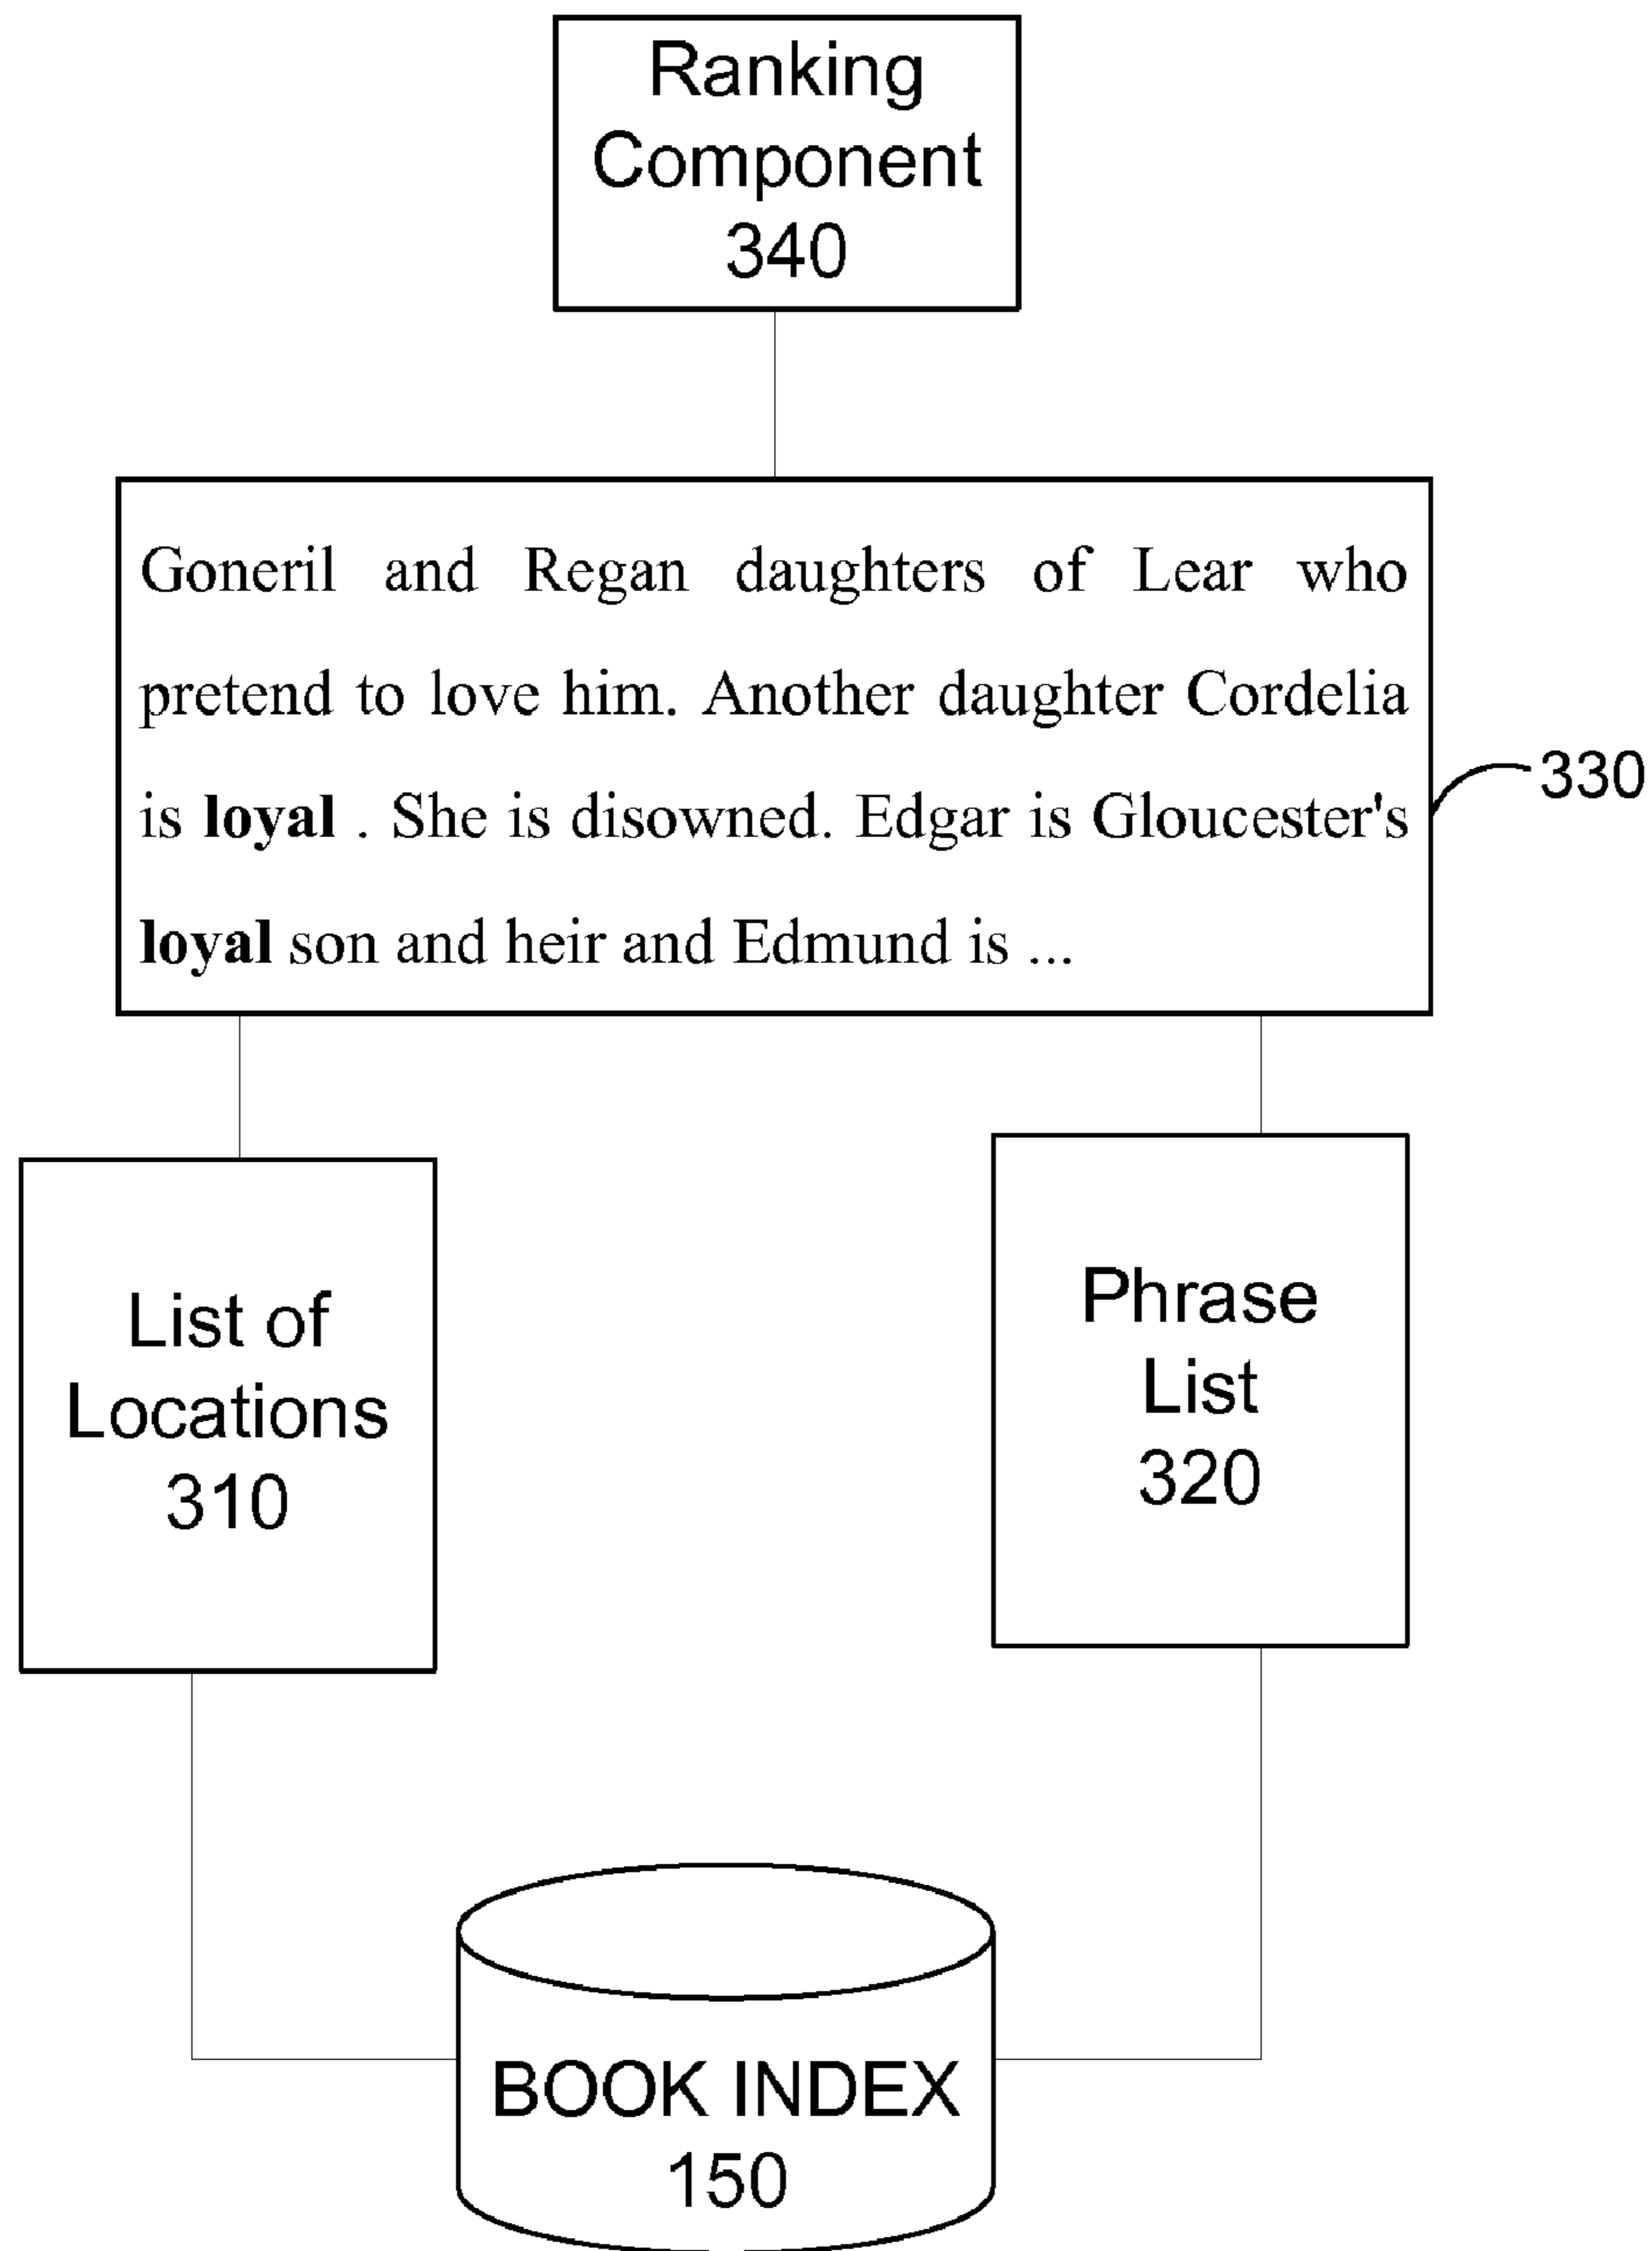 Ranking
Component
340
Goneril and Regan daughters of Lear who
pretend to love him. Another daughter Cordelia
is loyal . She is disowned. Edgar is Gloucester's
loyal son and heir and Edmund is ...
330
List of
Locations
310
Phrase
List
320
BOOK INDEX
150